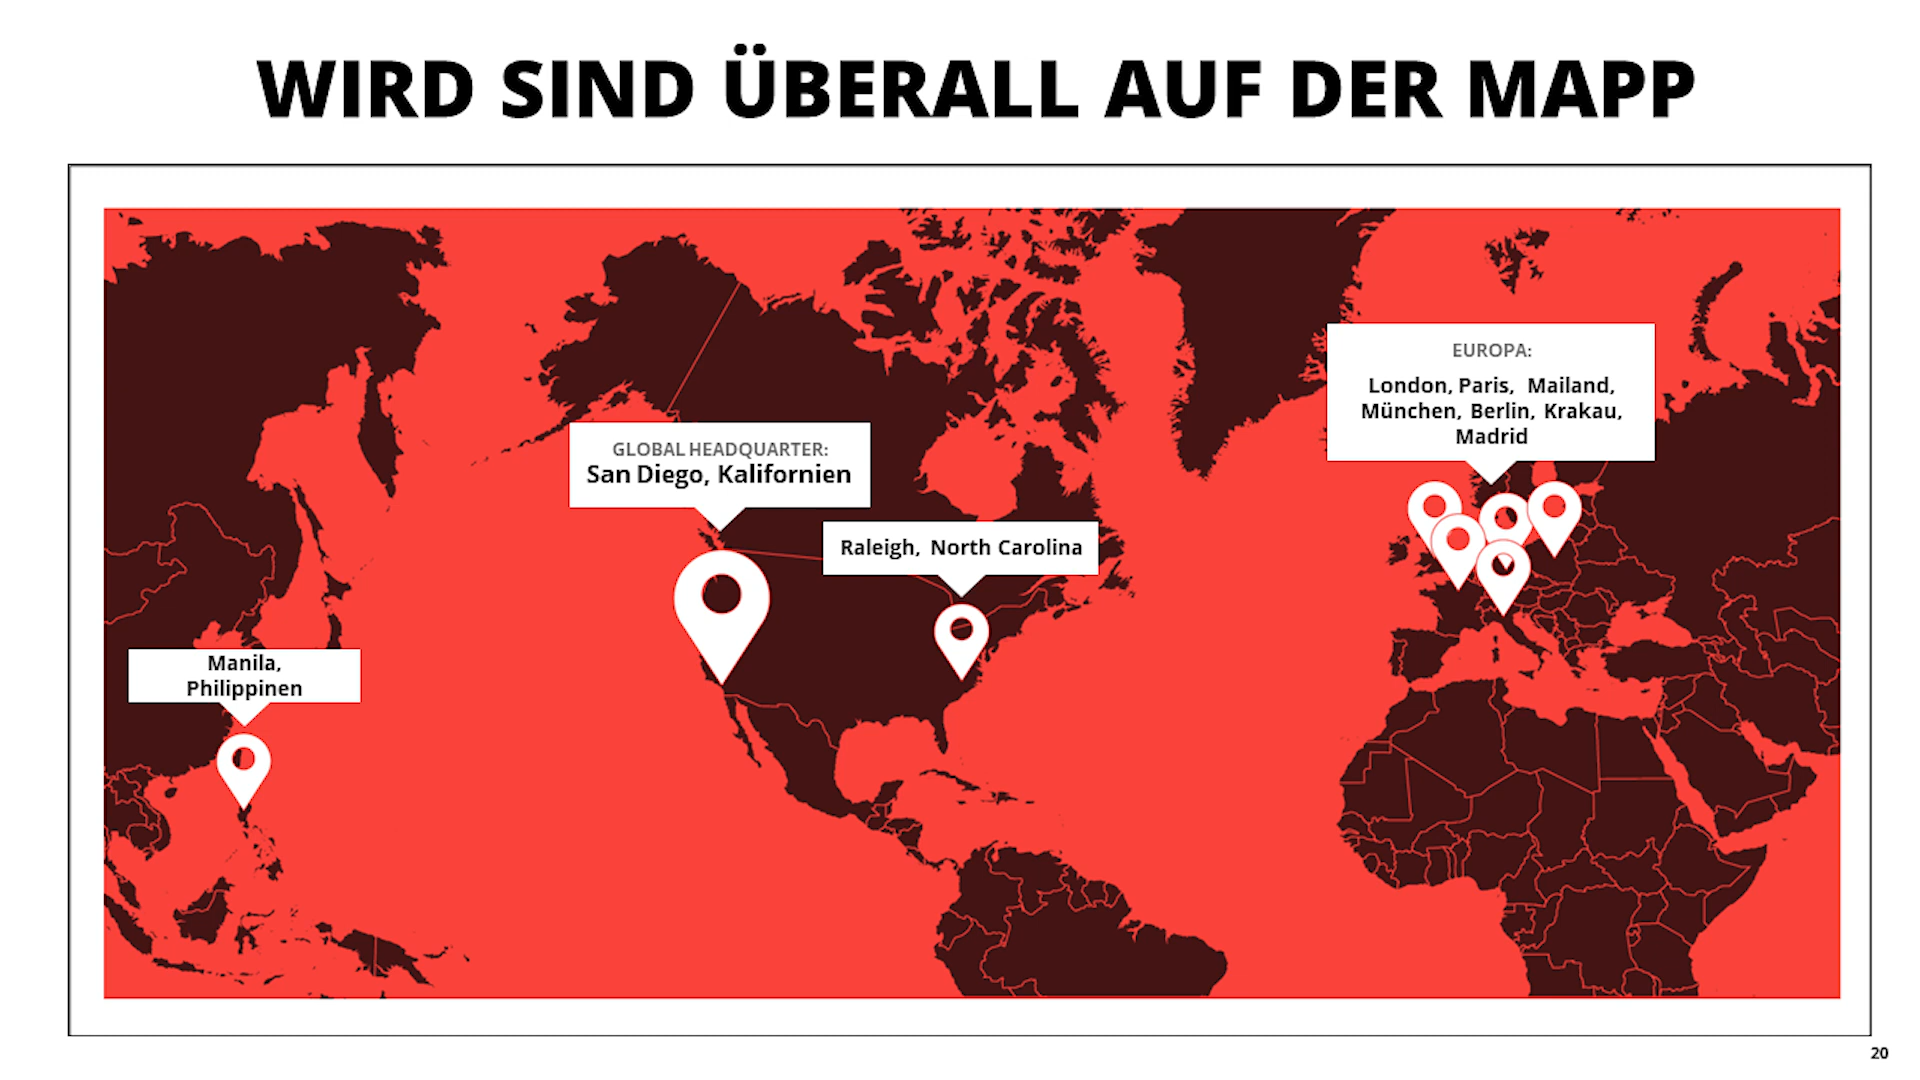 WIRD SIND ÜBERALL AUF DER MAPP
EUROPA:
London, Paris, Mailand,
München, Berlin, Krakau,
Madrid
GLOBAL HEADQUARTER:
San Diego, Kalifornien
Raleigh, North Carolina
Manila,
Philippinen
20